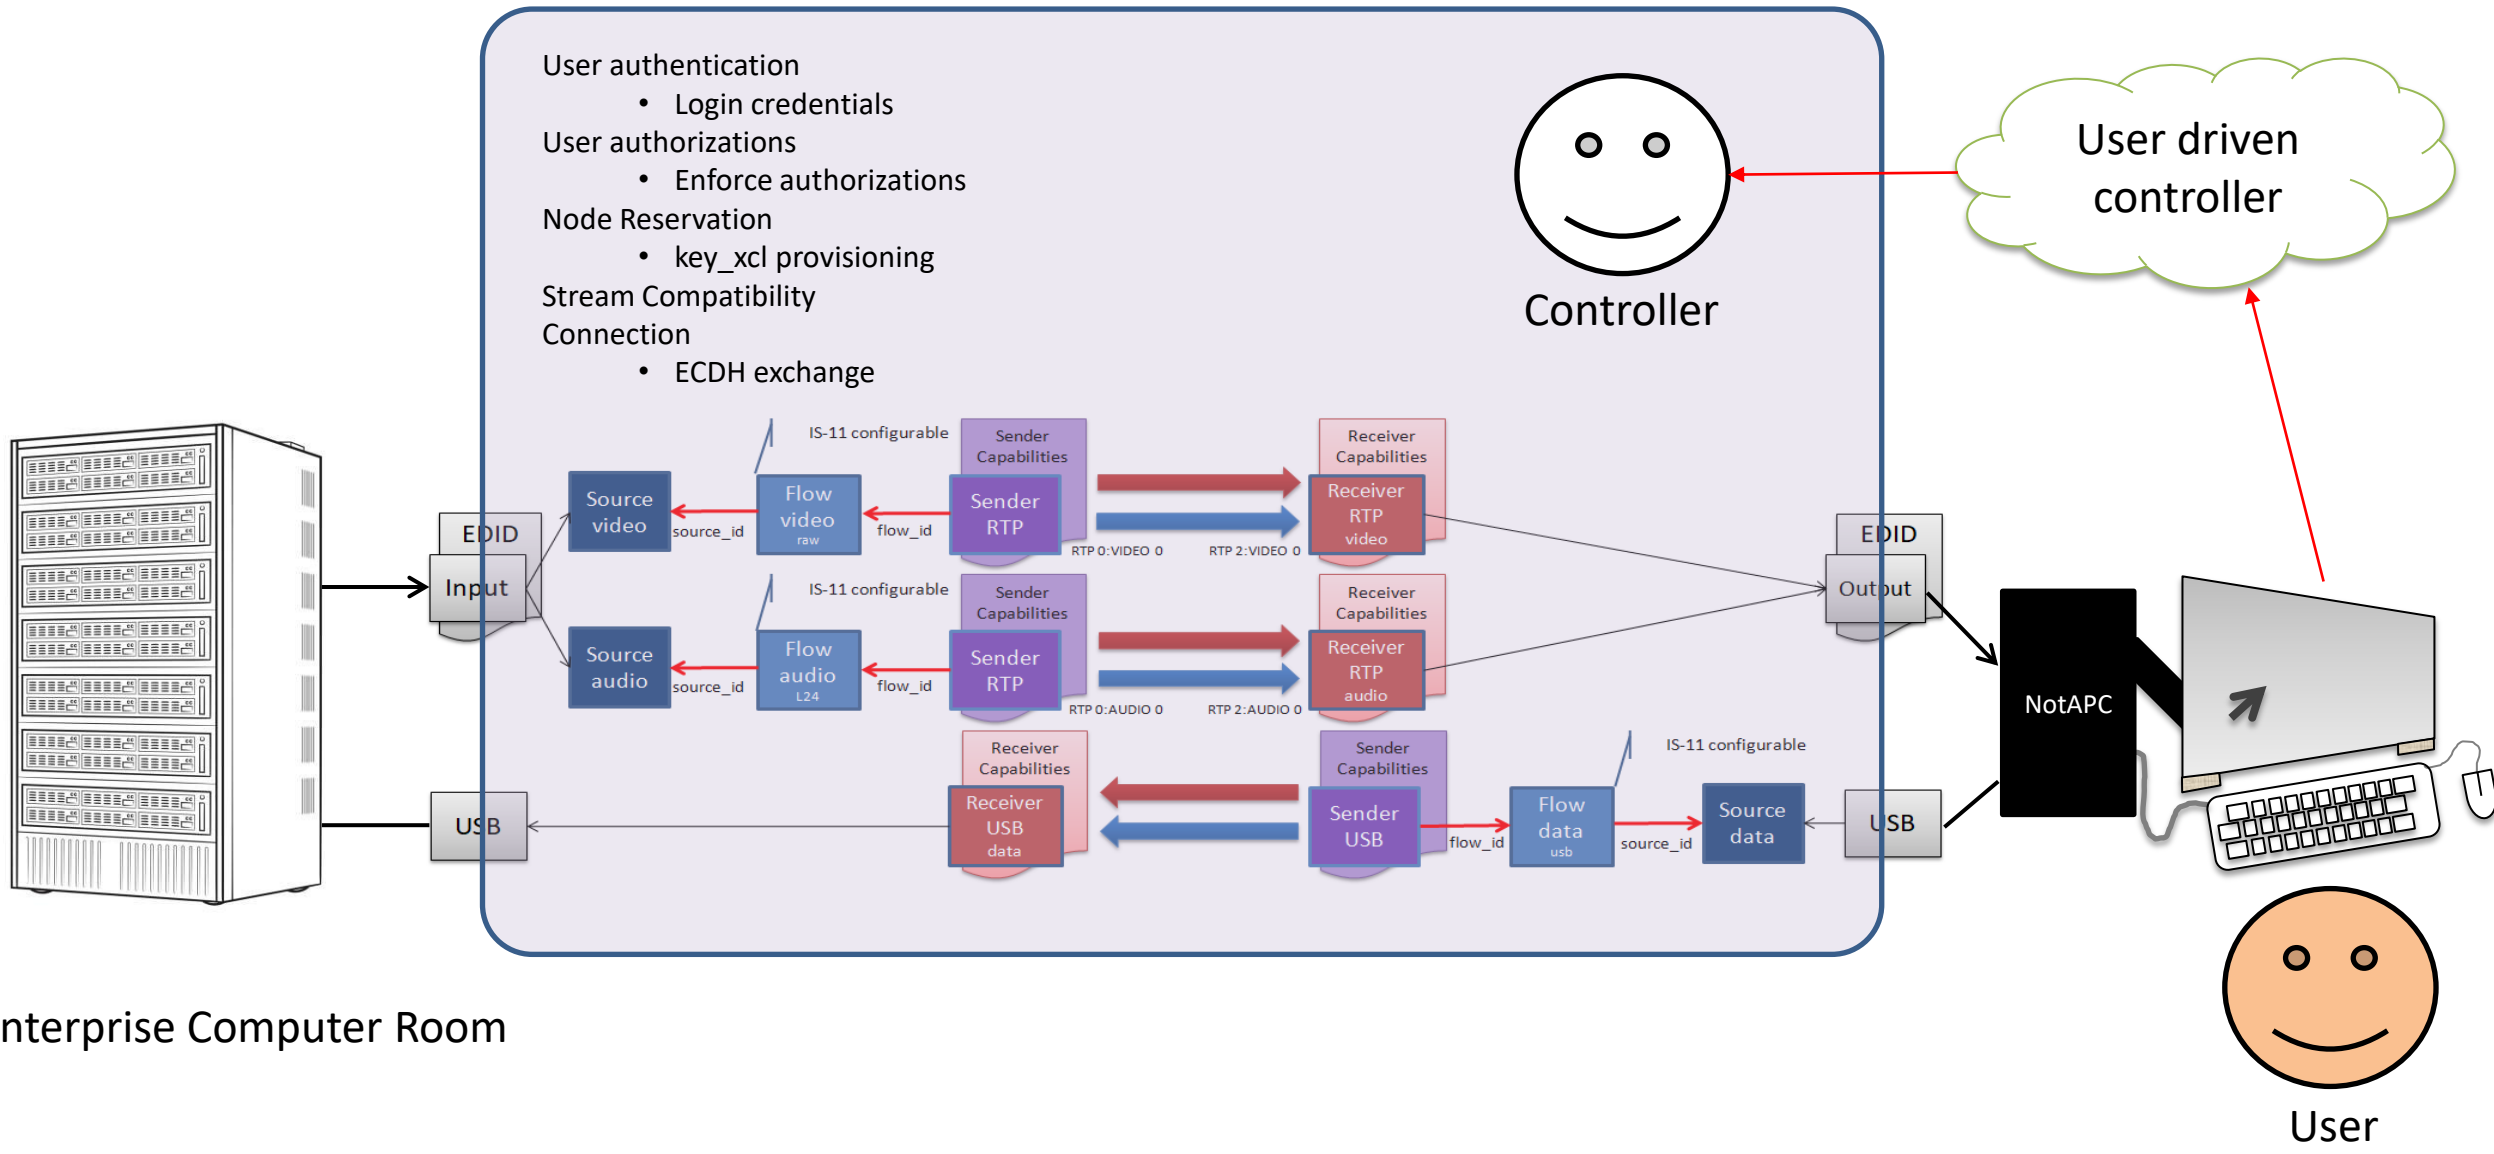 User authentication
• Login credentials
User authorizations
• Enforce authorizations
Node Reservation
• key_xcl provisioning
Stream Compatibility
Connection
• ECDH exchange
Controller
User driven
controller
IS-11 configurable
Sender
Capabilities
Receiver
Capabilities
EDID
Input
Source
video
source_id
Flow
video
raw
flow_id
Sender
RTP
RTP 0:VIDEO 0
RTP 2:VIDEO 0
Receiver
RTP
video
EDID
Output
IS-11 configurable
Sender
Capabilities
Receiver
Capabilities
Source
audio
source_id
Flow
audio
L24
flow_id
Sender
RTP
RTP 0:AUDIO 0
RTP 2:AUDIO 0
Receiver
RTP
audio
NotAPC
Receiver
Capabilities
Sender
Capabilities
IS-11 configurable
USB
Receiver
USB
data
Sender
USB
flow_id
Flow
data
usb
source_id
Source
data
USB
nterprise Computer Room
User